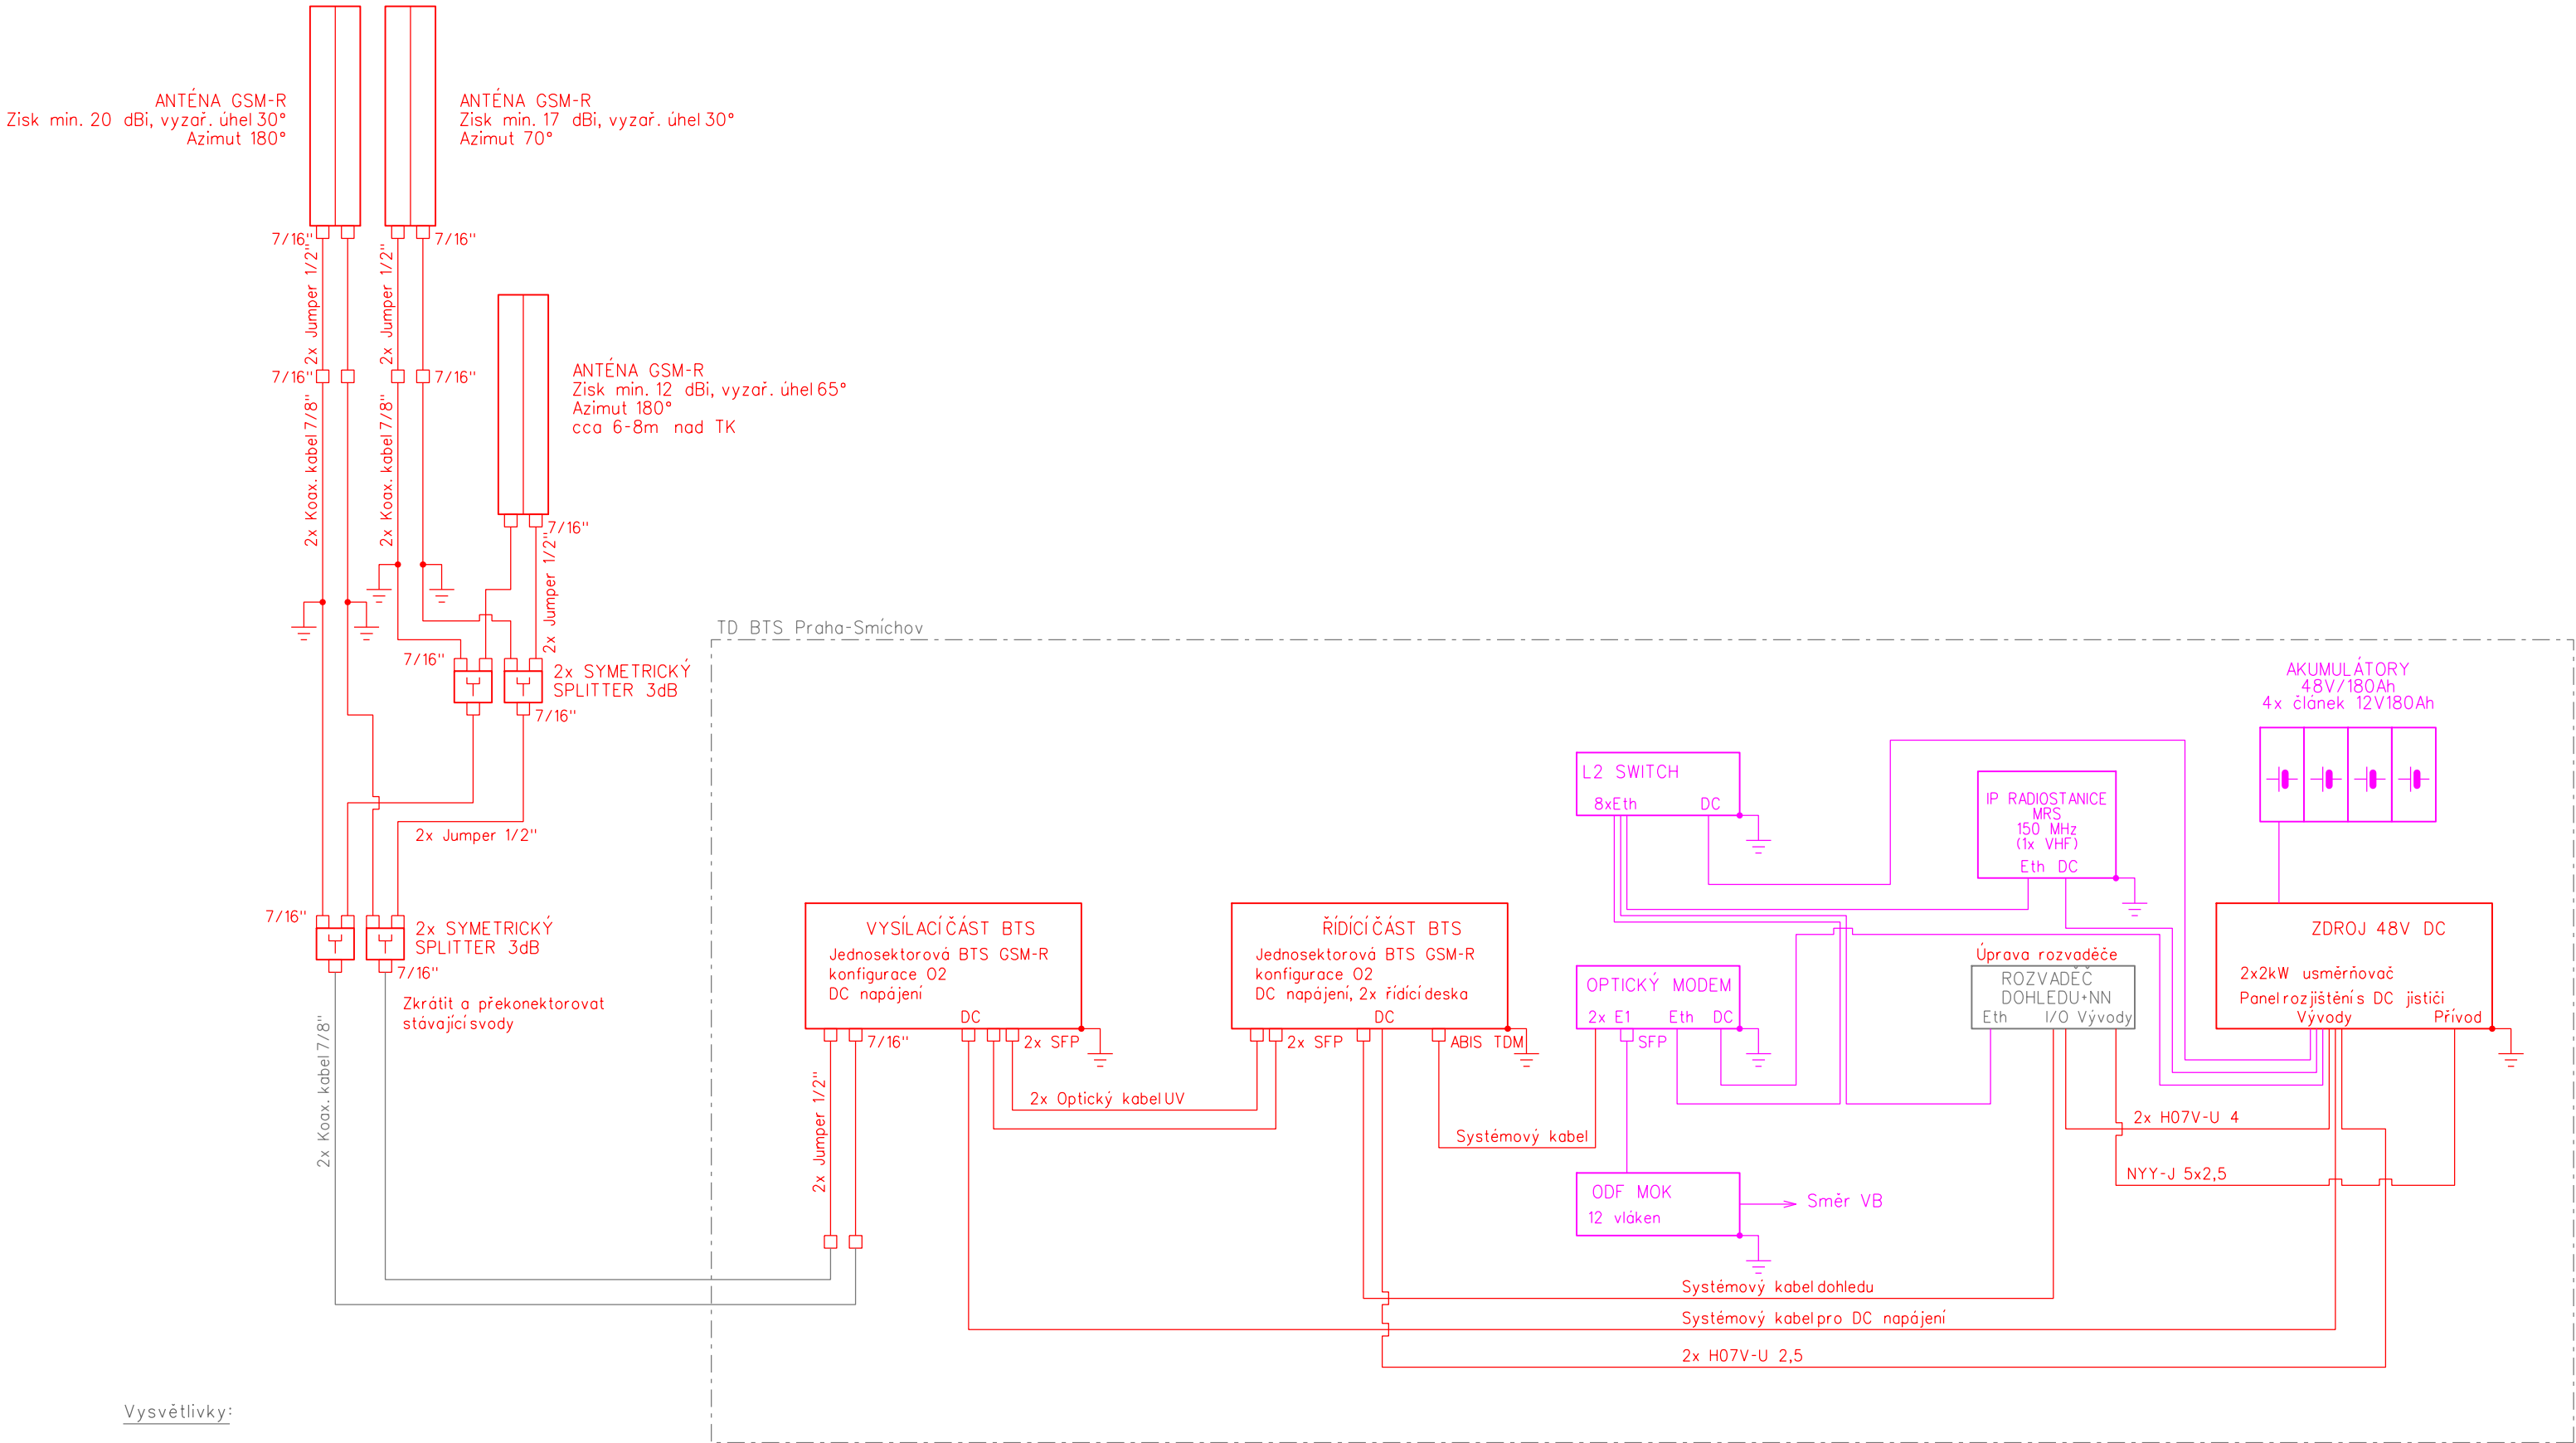 ANTÉNA GSM-R
Zisk min. 20 dBi, vyzař. úhel 30°
Azimut 180°
ANTÉNA GSM-R
Zisk min. 17 dBi, vyzař. úhel 30°
Azimut 70°
7/16"
7/16"
2x Jumper 1/2"
2x Jumper 1/2"
7/16"
7/16"
ANTÉNA GSM-R
Zisk min. 12 dBi, vyzař. úhel 65°
Azimut 180°
cca 6-8m nad TK
2x Koax. kabel 7/8"
2x Koax. kabel 7/8"
7/16"
2x Jumper 1/2"
7/16"
2x SYMETRICKÝ
SPLITTER 3dB
7/16"
2x Jumper 1/2"
7/16"
2x SYMETRICKÝ
SPLITTER 3dB
7/16"
Zkrátit a překonektorovat
stávající svody
2x Koax. kabel 7/8"
TD BTS Praha-Smíchov
VYSÍLACÍ ČÁST BTS
Jednosektorová BTS GSM-R
konfigurace O2
DC napájení
DC
7/16"
2x SFP
2x Jumper 1/2"
2x Optický kabel UV
ŘÍDÍCÍ ČÁST BTS
Jednosektorová BTS GSM-R
konfigurace O2
DC napájení, 2x řídící deska
DC
2x SFP
ABIS TDM
Systémový kabel
L2 SWITCH
8xEth DC
OPTICKÝ MODEM
2x E1 Eth DC
SFP
ODF MOK
12 vláken
Směr VB
IP RADIOSTANICE
MRS
150 MHz
(1x VHF)
Eth DC
Úprava rozvaděče
ROZVADĚČ
DOHLEDU+NN
Eth I/O Vývody
AKUMULÁTORY
48V/180Ah
4x článek 12V180Ah
ZDROJ 48V DC
2x2kW usměrňovač
Panel rozjištění s DC jističi
Vývody Přívod
2x H07V-U 4
NYY-J 5x2,5
Systémový kabel dohledu
Systémový kabel pro DC napájení
2x H07V-U 2,5
Vysvětlivky: